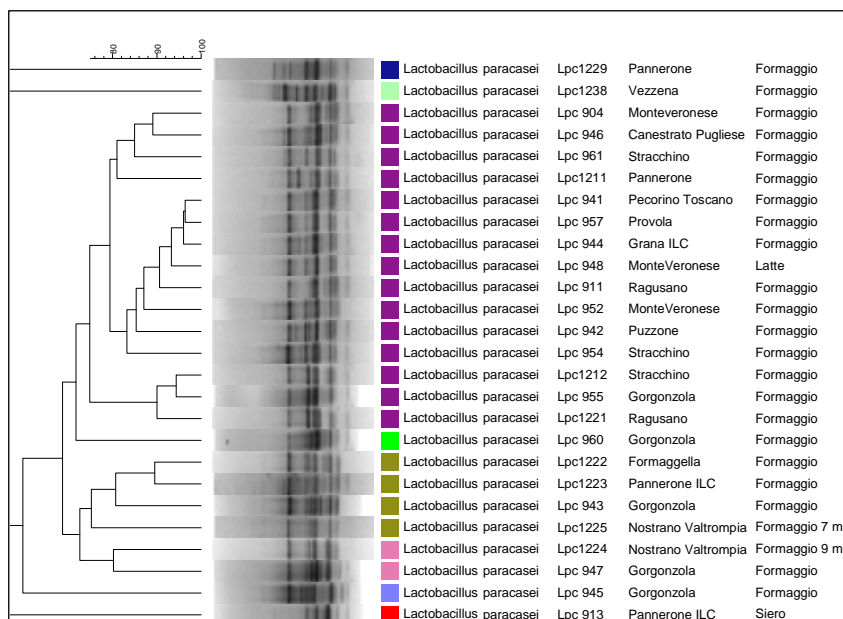 80 90 100
Lactobacillus paracasei Lpc1229 Pannerone Formaggio
Lactobacillus paracasei Lpc1238 Vezzena Formaggio
Lactobacillus paracasei Lpc 904 Monteveronese Formaggio
Lactobacillus paracasei Lpc 946 Canestrato Pugliese Formaggio
Lactobacillus paracasei Lpc 961 Stracchino Formaggio
Lactobacillus paracasei Lpc1211 Pannerone Formaggio
Lactobacillus paracasei Lpc 941 Pecorino Toscano Formaggio
Lactobacillus paracasei Lpc 957 Provola Formaggio
Lactobacillus paracasei Lpc 944 Grana ILC Formaggio
Lactobacillus paracasei Lpc 948 MonteVeronese Latte
Lactobacillus paracasei Lpc 911 Ragusano Formaggio
Lactobacillus paracasei Lpc 952 MonteVeronese Formaggio
Lactobacillus paracasei Lpc 942 Puzzone Formaggio
Lactobacillus paracasei Lpc 954 Stracchino Formaggio
Lactobacillus paracasei Lpc1212 Stracchino Formaggio
Lactobacillus paracasei Lpc 955 Gorgonzola Formaggio
Lactobacillus paracasei Lpc1221 Ragusano Formaggio
Lactobacillus paracasei Lpc 960 Gorgonzola Formaggio
Lactobacillus paracasei Lpc1222 Formaggella Formaggio
Lactobacillus paracasei Lpc1223 Pannerone ILC Formaggio
Lactobacillus paracasei Lpc 943 Gorgonzola Formaggio
Lactobacillus paracasei Lpc1225 Nostrano Valtrompia Formaggio 7 m
Lactobacillus paracasei Lpc1224 Nostrano Valtrompia Formaggio 9 m
Lactobacillus paracasei Lpc 947 Gorgonzola Formaggio
Lactobacillus paracasei Lpc 945 Gorgonzola Formaggio
Lactobacillus paracasei Lpc 913 Pannerone ILC Siero